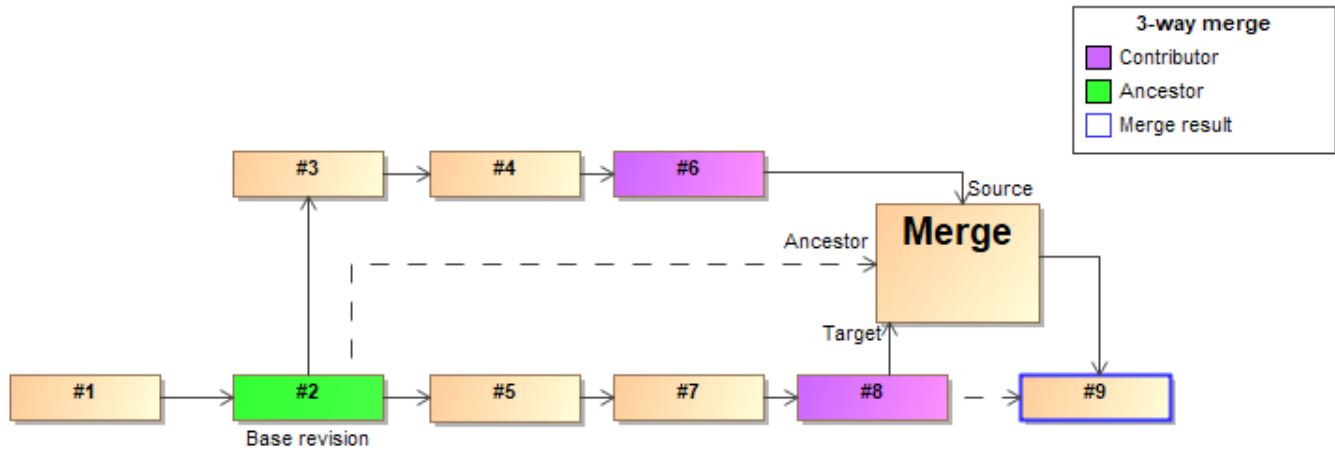 3-way merge
Contributor
Ancestor
Merge result
#3
#4
#6
Source
Merge
Ancestor
Target
#1
#2
#5
#7
#8
#9
Base revision